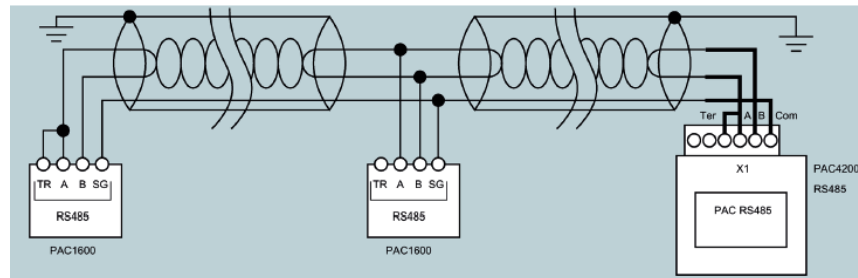 Ter A B Com
TR A B SG
RS485
PAC1600
TR A B SG
RS485
PAC1600
X1
PAC RS485
PAC4200
RS485